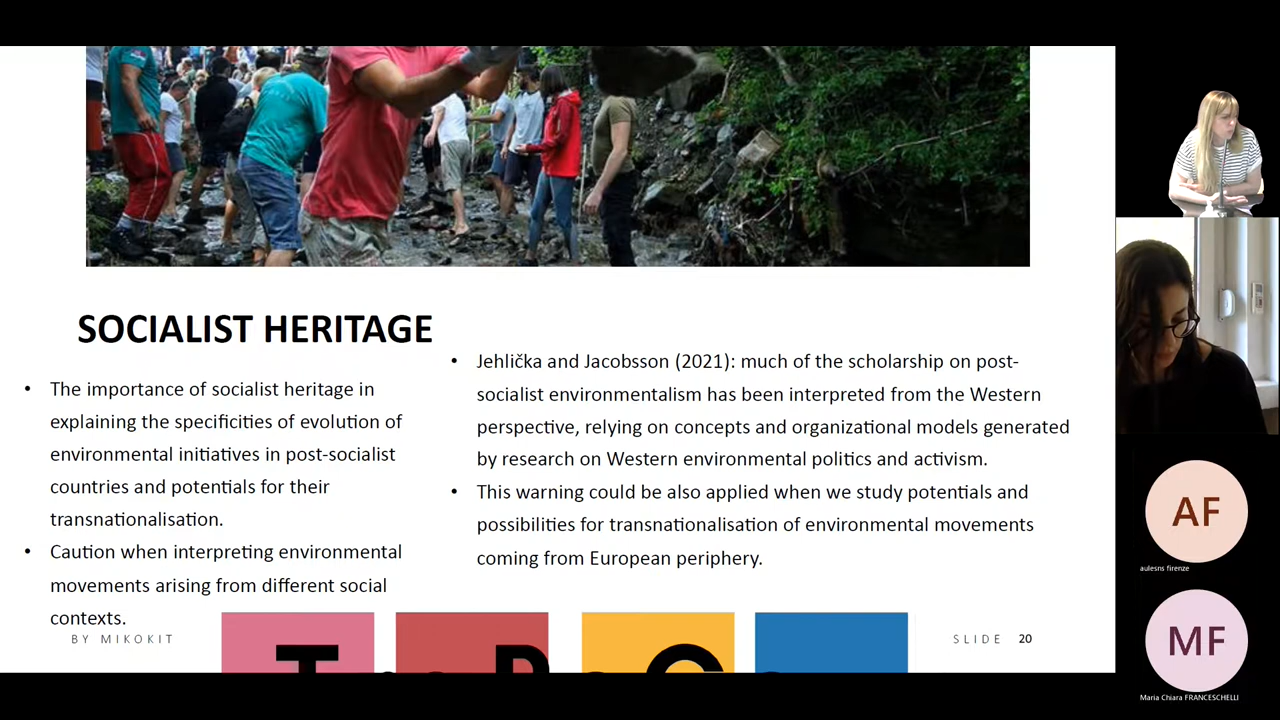 SOCIALIST HERITAGE
• The importance of socialist heritage in
explaining the specificities of evolution of
environmental initiatives in post-socialist
countries and potentials for their
transnationalisation.
• Caution when interpreting environmental
movements arising from different social
contexts.
• Jehlička and Jacobsson (2021): much of the scholarship on post-
socialist environmentalism has been interpreted from the Western
perspective, relying on concepts and organizational models generated
by research on Western environmental politics and activism.
• This warning could be also applied when we study potentials and
possibilities for transnationalisation of environmental movements
coming from European periphery.
BY MIKOKIT
SLIDE 20
AF
aulesns firenze
MF
Maria Chiara FRANCESCHELLI